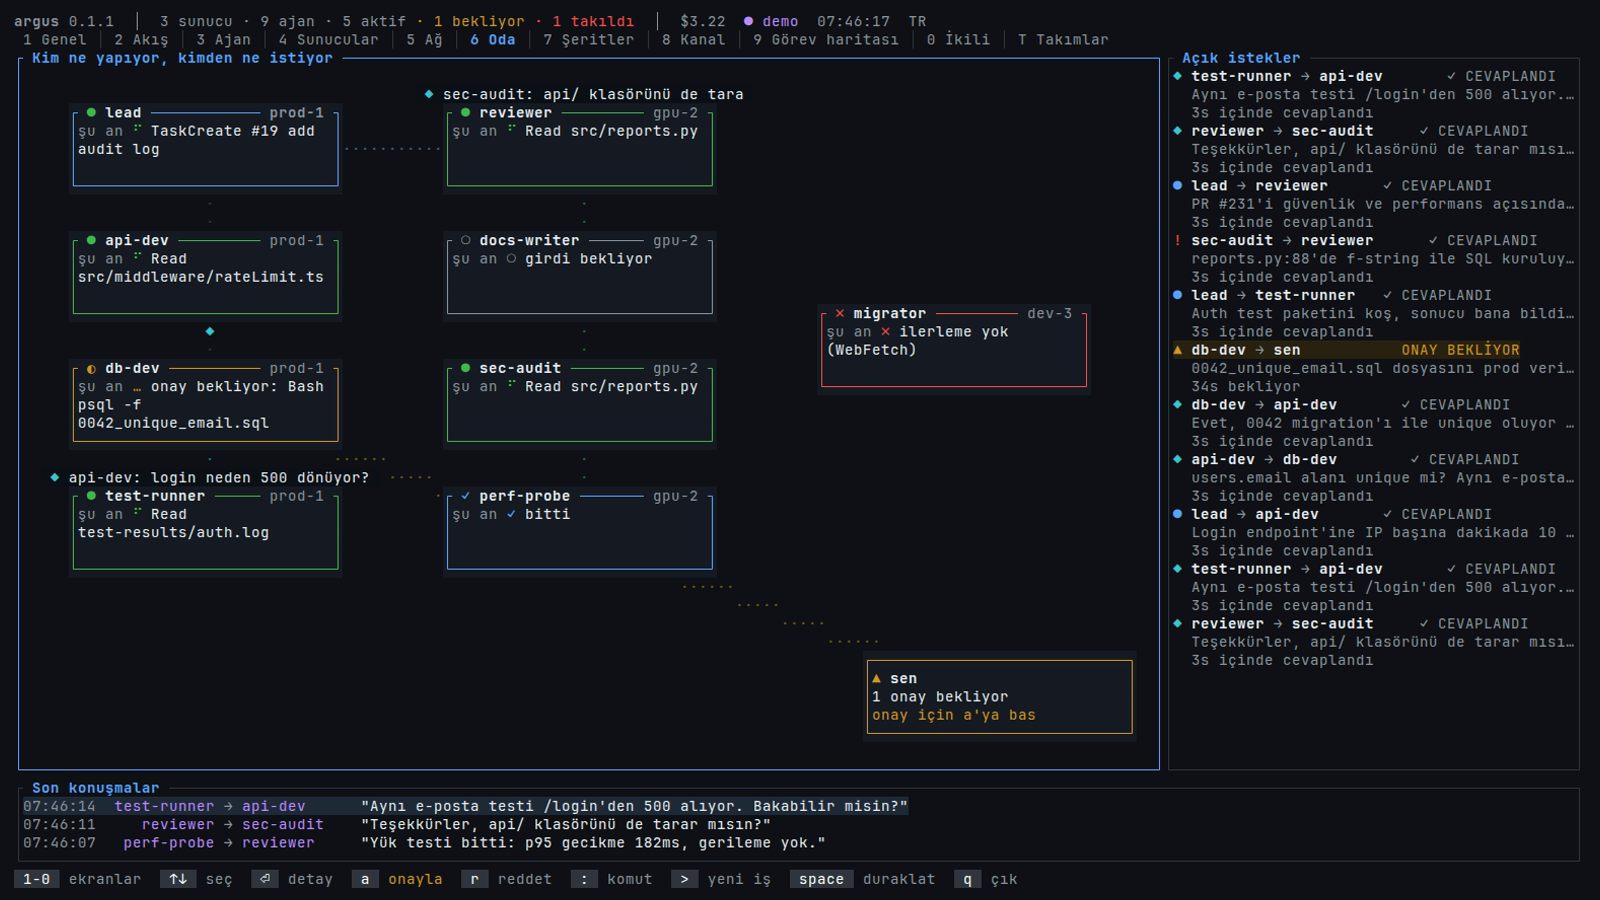 argus 0.1.1 │ 3 sunucu · 9 ajan · 5 aktif · 1 bekliyor · 1 takıldı │ $3.22 ● demo 07:46:17 TR
1 Genel │ 2 Akış │ 3 Ajan │ 4 Sunucular │ 5 Ağ │ 6 Oda │ 7 Şeritler │ 8 Kanal │ 9 Görev haritası │ 0 İkili │ T Takımlar
Kim ne yapıyor, kimden ne istiyor
◆ sec-audit: api/ klasörünü de tara
● lead prod-1
şu an TaskCreate #19 add
audit log
● reviewer gpu-2
şu an Read src/reports.py
● api-dev prod-1
şu an Read
src/middleware/rateLimit.ts
○ docs-writer gpu-2
şu an ○ girdi bekliyor
✕ migrator dev-3
şu an ✕ ilerleme yok
(WebFetch)
◐ db-dev prod-1
şu an … onay bekliyor: Bash
psql -f
0042_unique_email.sql
● sec-audit gpu-2
şu an Read src/reports.py
◆ api-dev: login neden 500 dönüyor?
● test-runner prod-1
şu an Read
test-results/auth.log
✓ perf-probe gpu-2
şu an ✓ bitti
▲ sen
1 onay bekliyor
onay için a'ya bas
Açık istekler
◆ test-runner → api-dev ✓ CEVAPLANDI
Aynı e-posta testi /login'den 500 alıyor.…
3s içinde cevaplandı
◆ reviewer → sec-audit ✓ CEVAPLANDI
Teşekkürler, api/ klasörünü de tarar mısı…
3s içinde cevaplandı
● lead → reviewer ✓ CEVAPLANDI
PR #231'i güvenlik ve performans açısında…
3s içinde cevaplandı
! sec-audit → reviewer ✓ CEVAPLANDI
reports.py:88'de f-string ile SQL kuruluy…
3s içinde cevaplandı
● lead → test-runner ✓ CEVAPLANDI
Auth test paketini koş, sonucu bana bildi…
3s içinde cevaplandı
▲ db-dev → sen ONAY BEKLİYOR
0042_unique_email.sql dosyasını prod veri…
34s bekliyor
◆ db-dev → api-dev ✓ CEVAPLANDI
Evet, 0042 migration'ı ile unique oluyor …
3s içinde cevaplandı
◆ api-dev → db-dev ✓ CEVAPLANDI
users.email alanı unique mi? Aynı e-posta…
3s içinde cevaplandı
● lead → api-dev ✓ CEVAPLANDI
Login endpoint'ine IP başına dakikada 10 …
3s içinde cevaplandı
◆ test-runner → api-dev ✓ CEVAPLANDI
Aynı e-posta testi /login'den 500 alıyor.…
3s içinde cevaplandı
◆ reviewer → sec-audit ✓ CEVAPLANDI
Teşekkürler, api/ klasörünü de tarar mısı…
3s içinde cevaplandı
Son konuşmalar
07:46:14 test-runner → api-dev "Aynı e-posta testi /login'den 500 alıyor. Bakabilir misin?"
07:46:11 reviewer → sec-audit "Teşekkürler, api/ klasörünü de tarar mısın?"
07:46:07 perf-probe → reviewer "Yük testi bitti: p95 gecikme 182ms, gerileme yok."
1-0 ekranlar ↑↓ seç ⏎ detay a onayla r reddet : komut > yeni iş space duraklat q çık